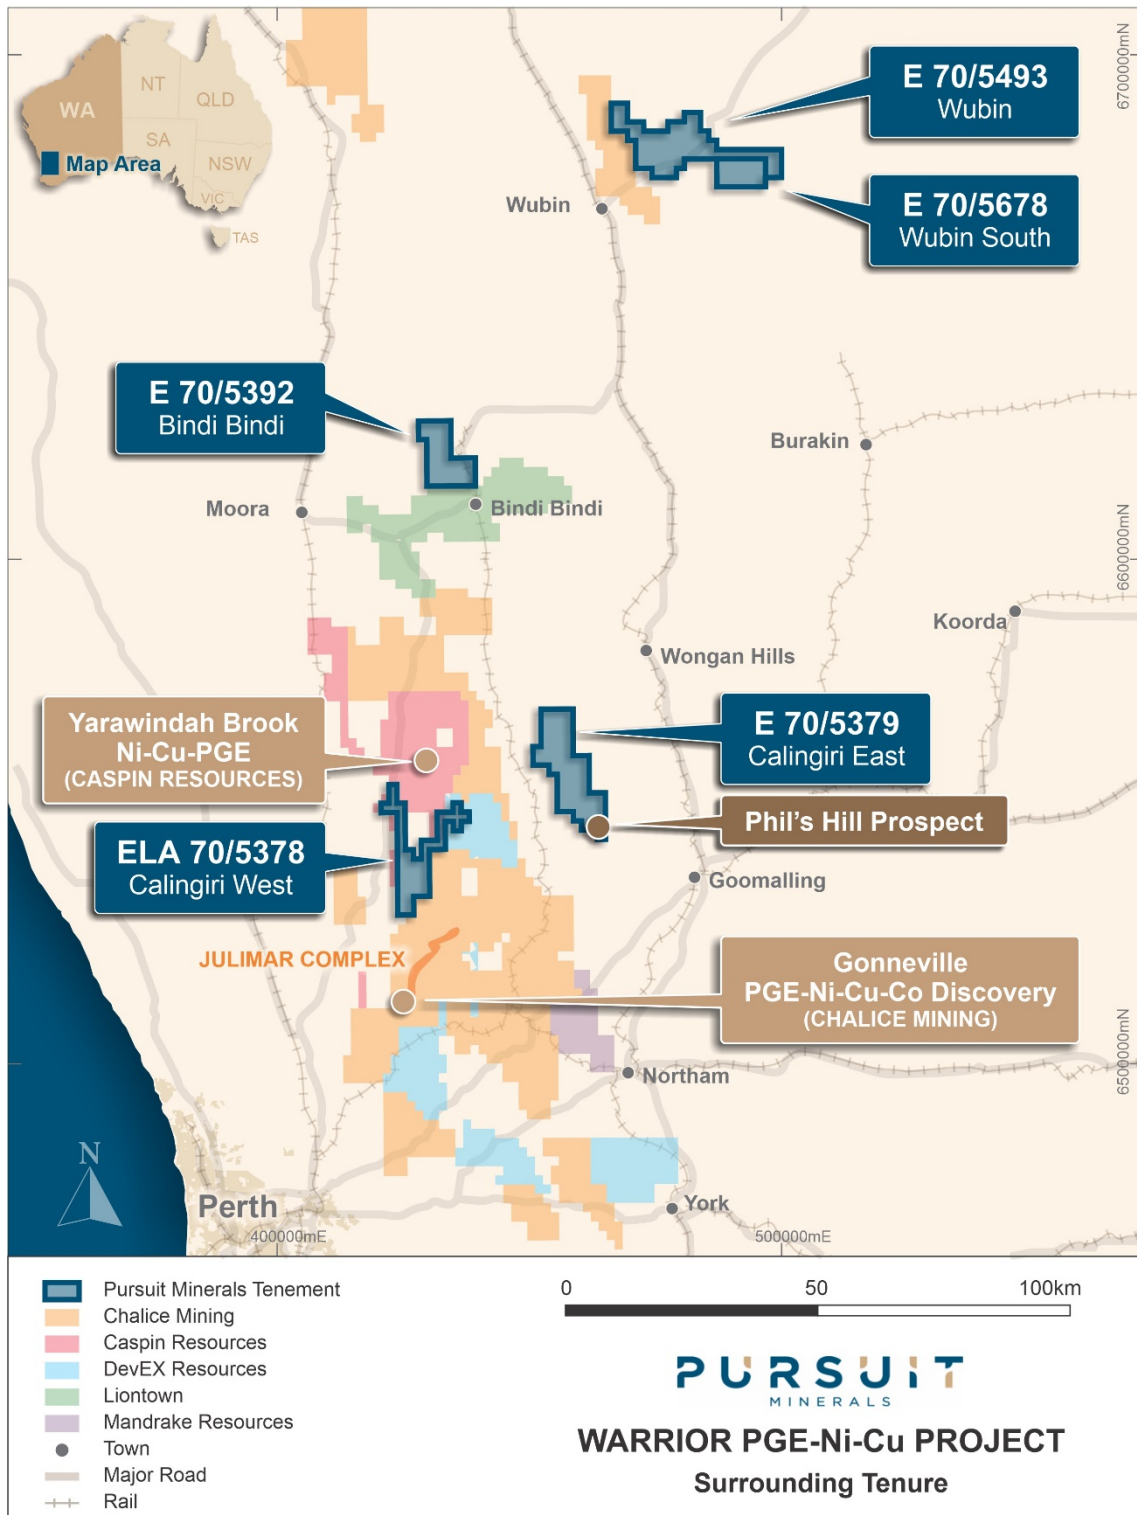 WA
NT
QLD
SA
NSW
VIC
TAS
Map Area
6700000mN
E 70/5493
Wubin
Wubin
E 70/5678
Wubin South
E 70/5392
Bindi Bindi
Burakin
Moora
Bindi Bindi
6600000mN
Koorda
Wongan Hills
Yarawindah Brook
Ni-Cu-PGE
(CASPIN RESOURCES)
E 70/5379
Calingiri East
Phil's Hill Prospect
ELA 70/5378
Calingiri West
Goomalling
JULIMAR COMPLEX
Gonneville
PGE-Ni-Cu-Co Discovery
(CHALICE MINING)
6500000mN
Northam
N
Perth
York
400000mE
500000mE
Pursuit Minerals Tenement
Chalice Mining
Caspin Resources
DevEX Resources
Liontown
Mandrake Resources
Town
Major Road
Rail
0 50 100km
PURSUIT
MINERALS
WARRIOR PGE-Ni-Cu PROJECT
Surrounding Tenure